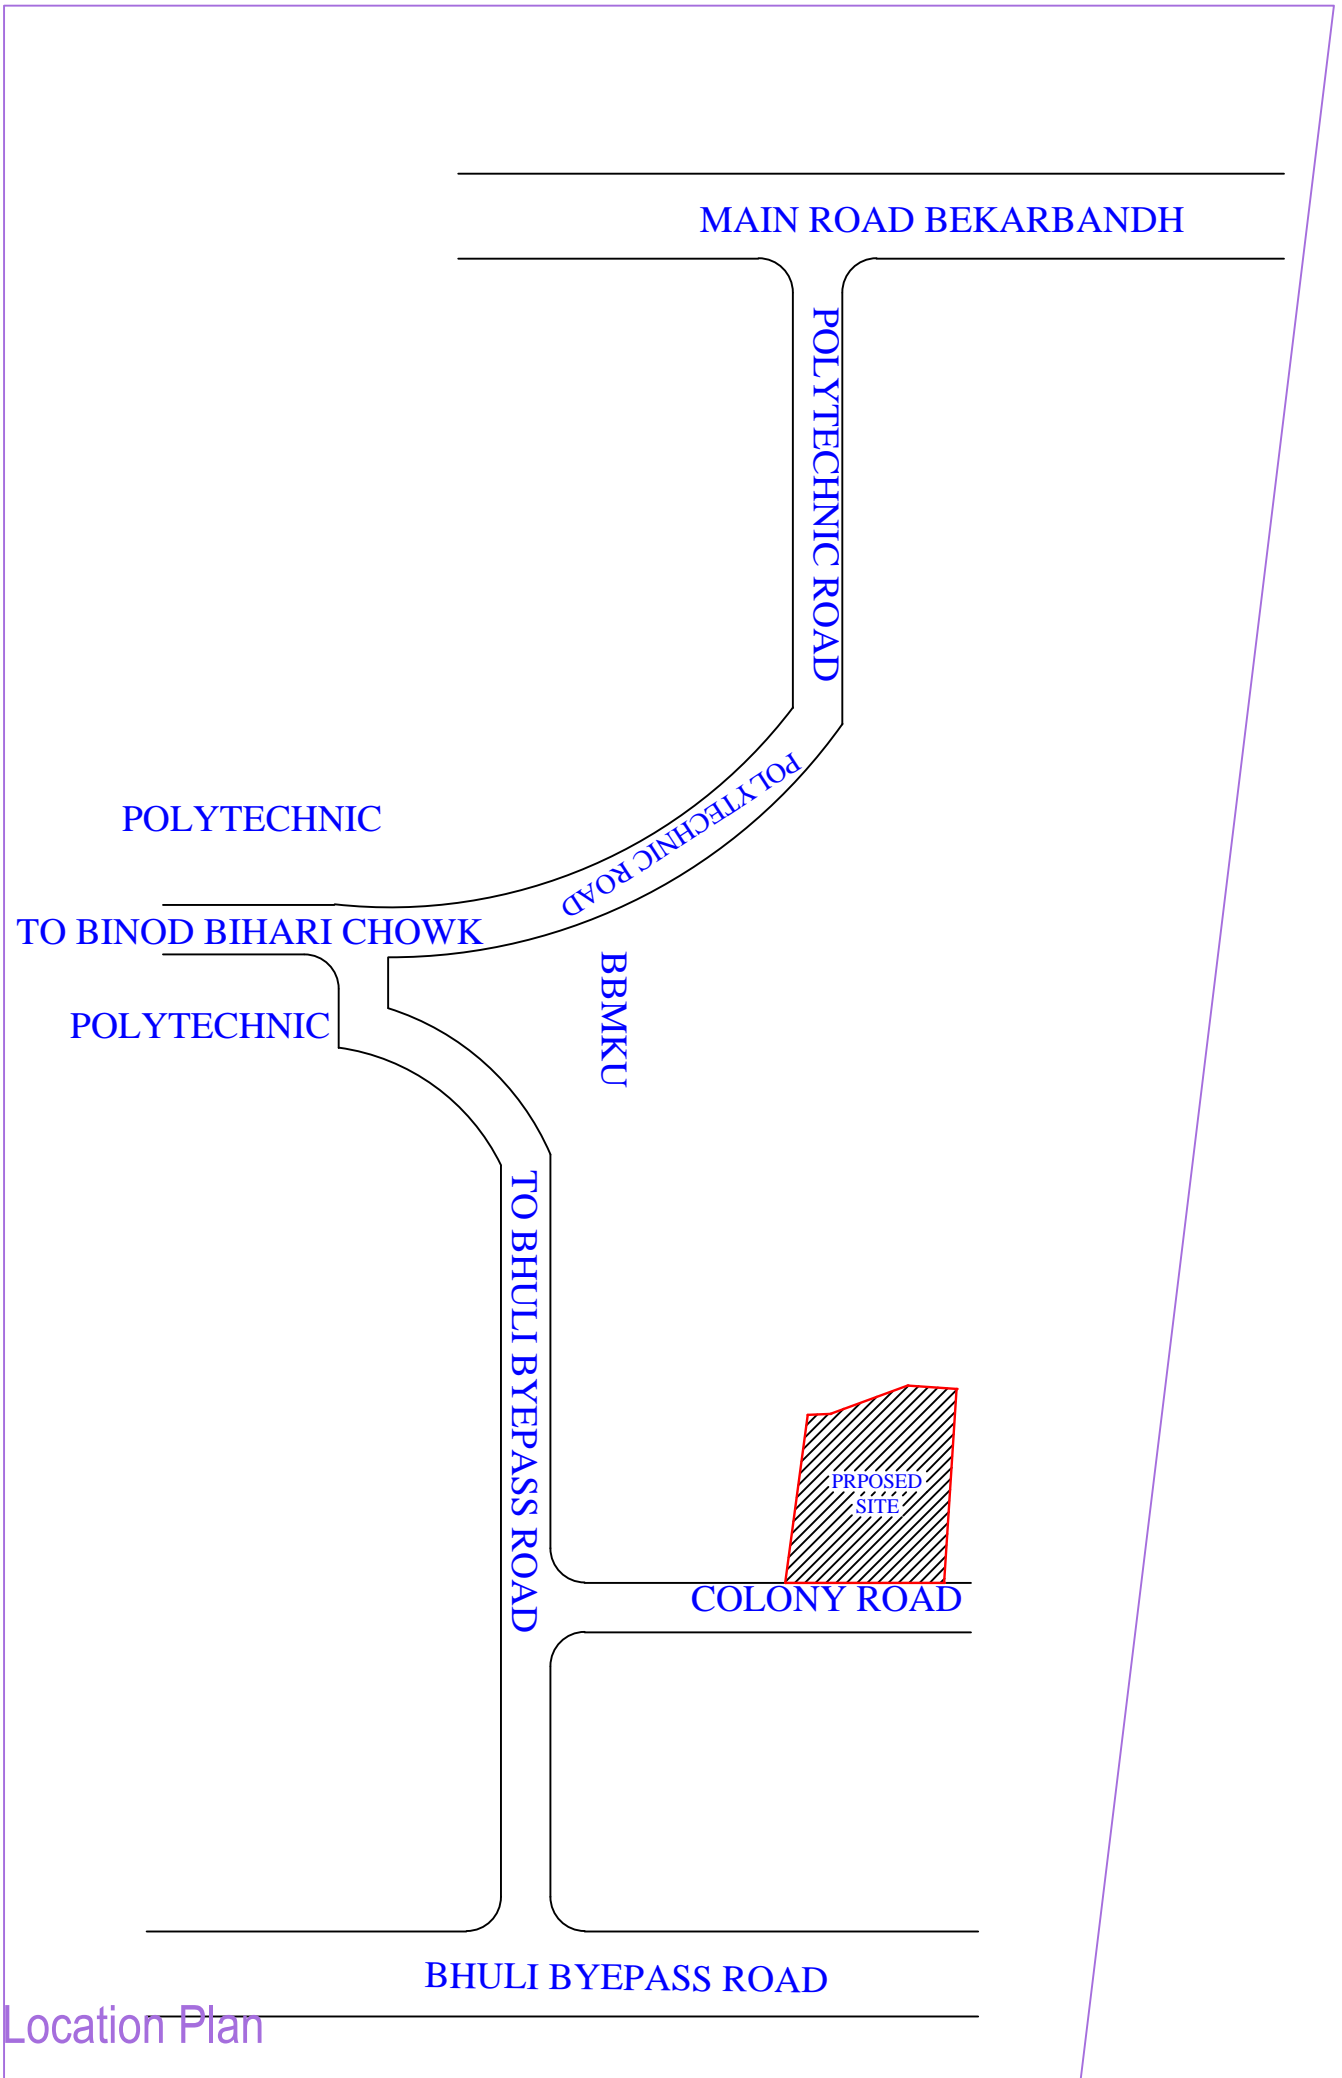 MAIN ROAD BEKARBANDH
POLYTECHNIC ROAD
POLYTECHNIC ROAD
POLYTECHNIC
TO BINOD BIHARI CHOWK
POLYTECHNIC
BBMKU
TO BHULI BYEPASS ROAD
PRPOSED
SITE
COLONY ROAD
BHULI BYEPASS ROAD
Location Plan